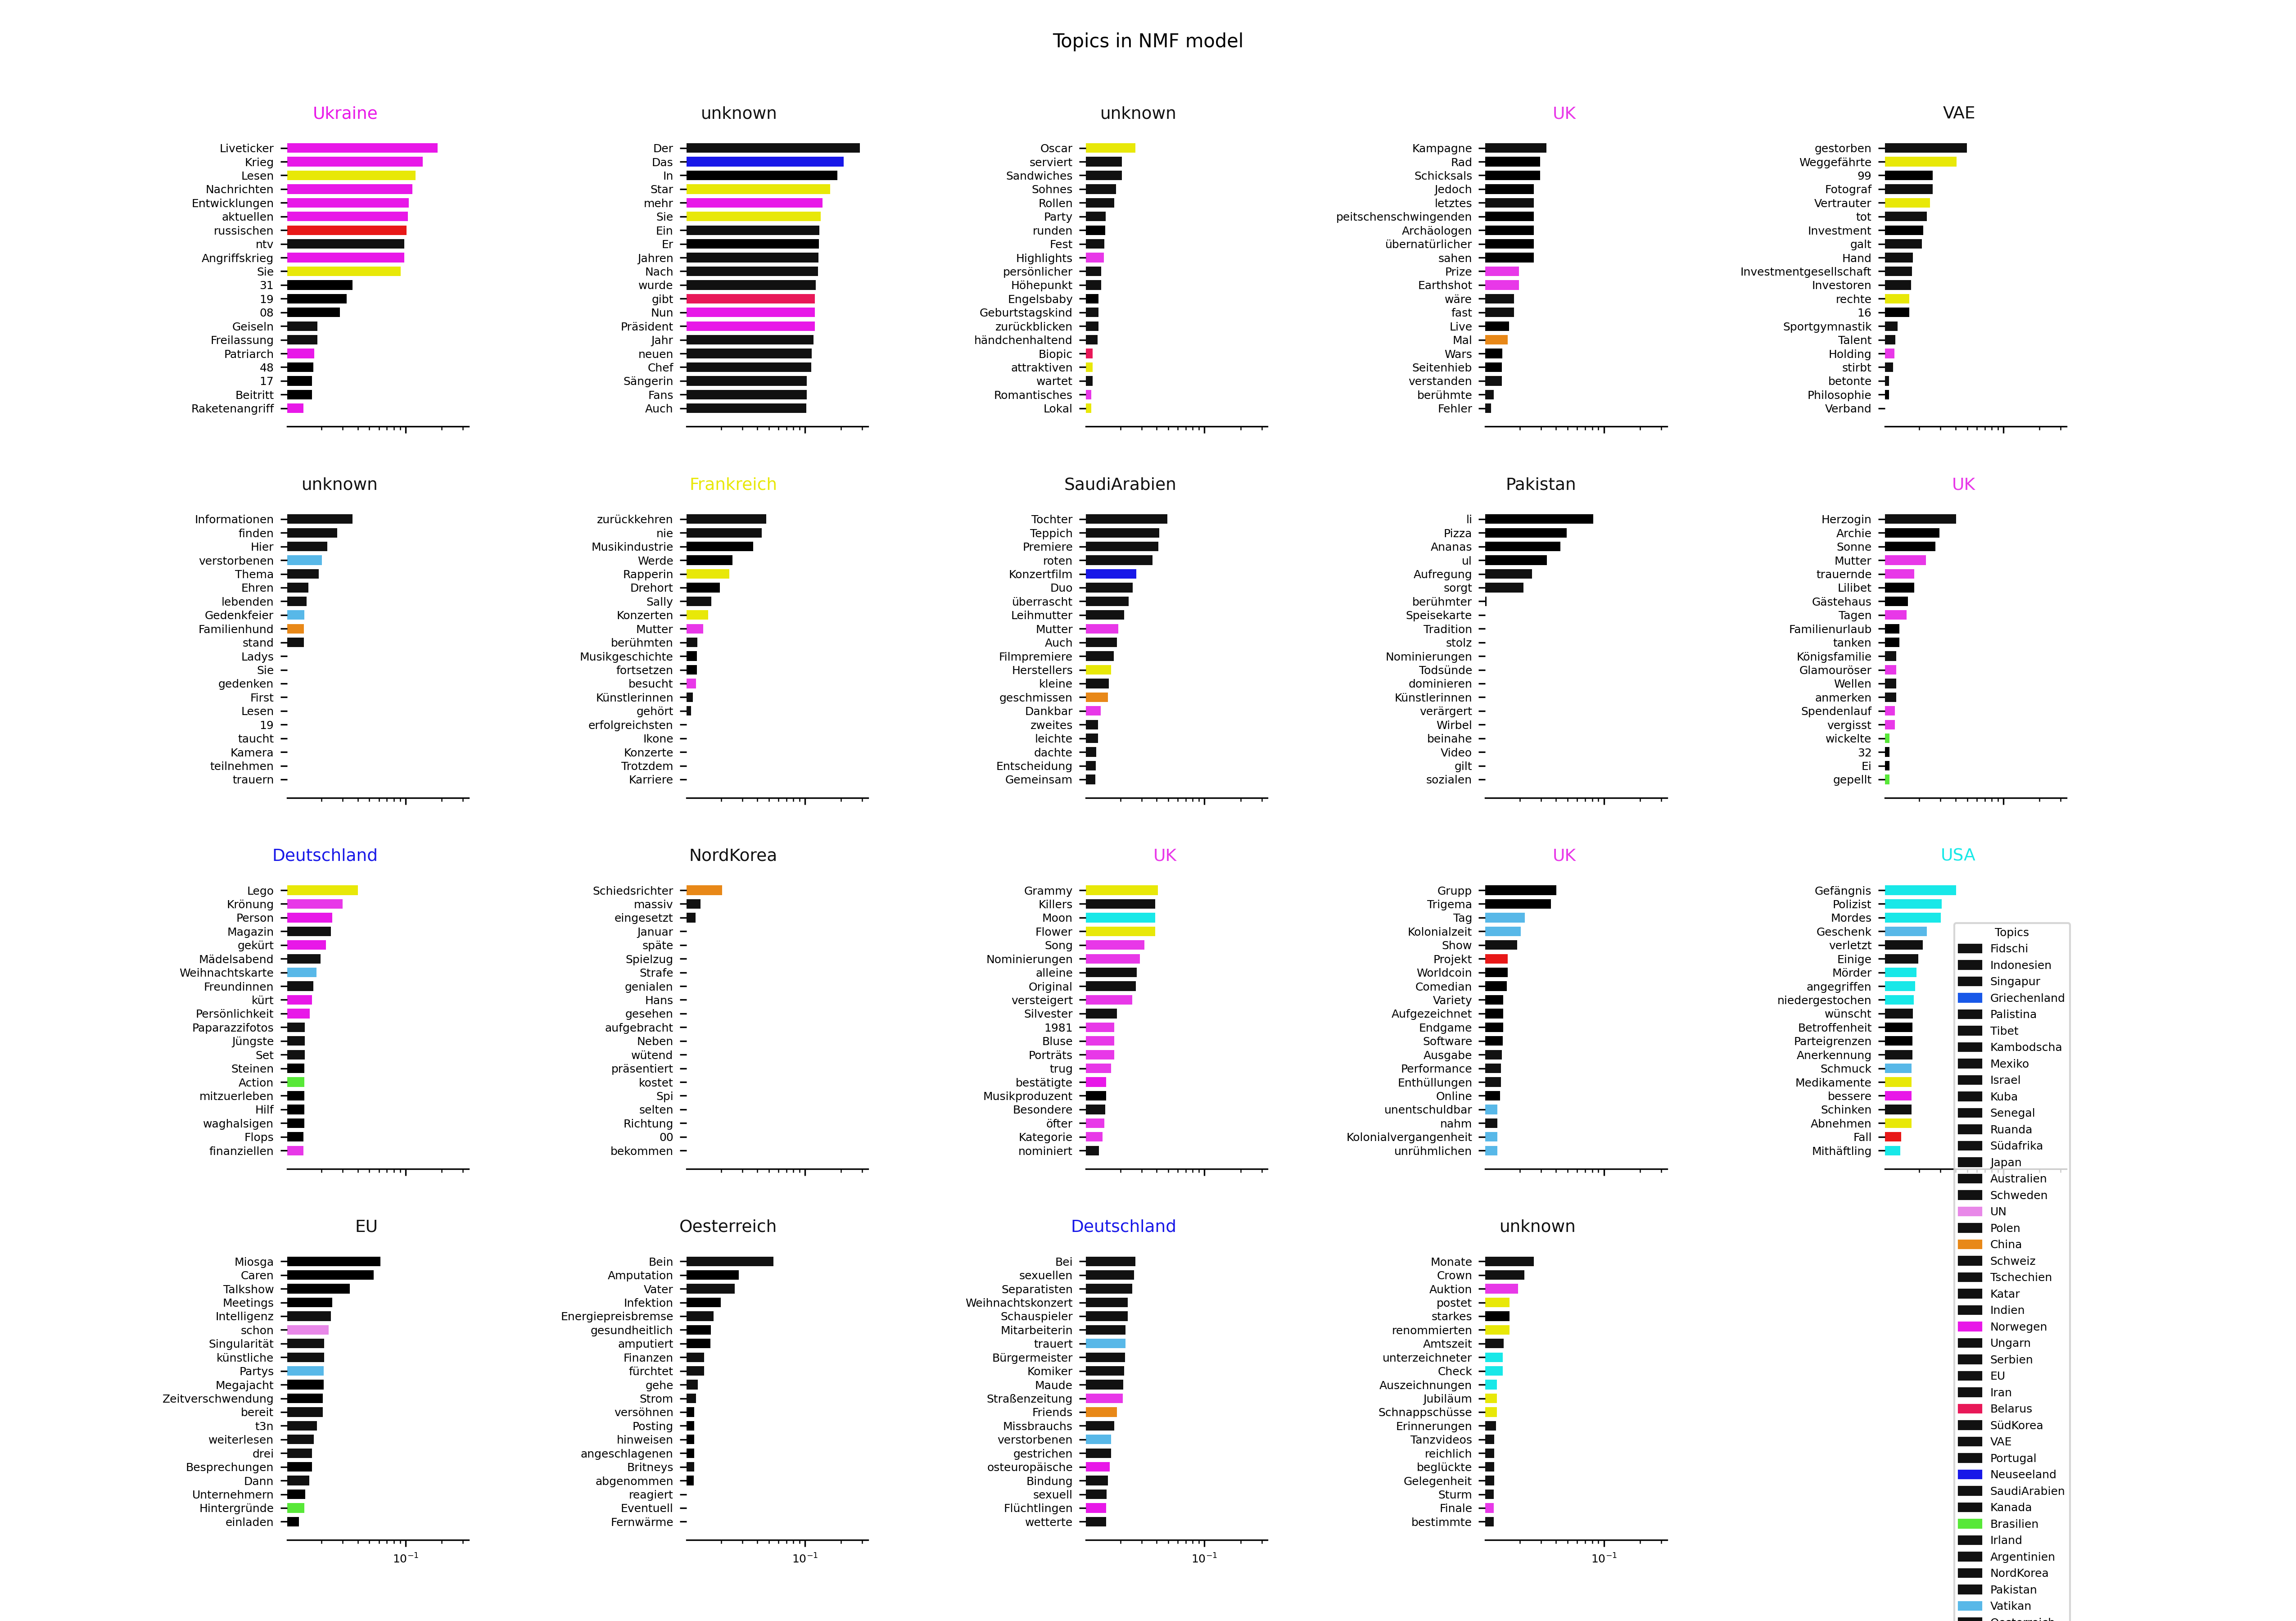 Topics in NMF model
Ukraine
Liveticker
Krieg
Lesen
Nachrichten
Entwicklungen
aktuellen
russischen
ntv
Angriffskrieg
Sie
31
19
08
Geiseln
Freilassung
Patriarch
48
17
Beitritt
Raketenangriff
unknown
Der
Das
In
Star
mehr
Sie
Ein
Er
Jahren
Nach
wurde
gibt
Nun
Präsident
Jahr
neuen
Chef
Sängerin
Fans
Auch
unknown
Oscar
serviert
Sandwiches
Sohnes
Rollen
Party
runden
Fest
Highlights
persönlicher
Höhepunkt
Engelsbaby
Geburtstagskind
zurückblicken
händchenhaltend
Biopic
attraktiven
wartet
Romantisches
Lokal
UK
Kampagne
Rad
Schicksals
Jedoch
letztes
peitschenschwingenden
Archäologen
übernatürlicher
sahen
Prize
Earthshot
wäre
fast
Live
Mal
Wars
Seitenhieb
verstanden
berühmte
Fehler
VAE
gestorben
Weggefährte
99
Fotograf
Vertrauter
tot
Investment
galt
Hand
Investmentgesellschaft
Investoren
rechte
16
Sportgymnastik
Talent
Holding
stirbt
betonte
Philosophie
Verband
unknown
Informationen
finden
Hier
verstorbenen
Thema
Ehren
lebenden
Gedenkfeier
Familienhund
stand
Ladys
Sie
gedenken
First
Lesen
19
taucht
Kamera
teilnehmen
trauern
Frankreich
zurückkehren
nie
Musikindustrie
Werde
Rapperin
Drehort
Sally
Konzerten
Mutter
berühmten
Musikgeschichte
fortsetzen
besucht
Künstlerinnen
gehört
erfolgreichsten
Ikone
Konzerte
Trotzdem
Karriere
SaudiArabien
Tochter
Teppich
Premiere
roten
Konzertfilm
Duo
überrascht
Leihmutter
Mutter
Auch
Filmpremiere
Herstellers
kleine
geschmissen
Dankbar
zweites
leichte
dachte
Entscheidung
Gemeinsam
Pakistan
li
Pizza
Ananas
ul
Aufregung
sorgt
berühmter
Speisekarte
Tradition
stolz
Nominierungen
Todsünde
dominieren
Künstlerinnen
verärgert
Wirbel
beinahe
Video
gilt
sozialen
UK
Herzogin
Archie
Sonne
Mutter
trauernde
Lilibet
Gästehaus
Tagen
Familienurlaub
tanken
Königsfamilie
Glamouröser
Wellen
anmerken
Spendenlauf
vergisst
wickelte
32
Ei
gepellt
Deutschland
Lego
Krönung
Person
Magazin
gekürt
Mädelsabend
Weihnachtskarte
Freundinnen
kürt
Persönlichkeit
Paparazzifotos
Jüngste
Set
Steinen
Action
mitzuerleben
Hilf
waghalsigen
Flops
finanziellen
NordKorea
Schiedsrichter
massiv
eingesetzt
Januar
späte
Spielzug
Strafe
genialen
Hans
gesehen
aufgebracht
Neben
wütend
präsentiert
kostet
Spi
selten
Richtung
00
bekommen
UK
Grammy
Killers
Moon
Flower
Song
Nominierungen
alleine
Original
versteigert
Silvester
1981
Bluse
Porträts
trug
bestätigte
Musikproduzent
Besondere
öfter
Kategorie
nominiert
UK
Grupp
Trigema
Tag
Kolonialzeit
Show
Projekt
Worldcoin
Comedian
Variety
Aufgezeichnet
Endgame
Software
Ausgabe
Performance
Enthüllungen
Online
unentschuldbar
nahm
Kolonialvergangenheit
unrühmlichen
USA
Gefängnis
Polizist
Mordes
Geschenk
verletzt
Einige
Mörder
angegriffen
niedergestochen
wünscht
Betroffenheit
Parteigrenzen
Anerkennung
Schmuck
Medikamente
bessere
Schinken
Abnehmen
Fall
Mithäftling
EU
Miosga
Caren
Talkshow
Meetings
Intelligenz
schon
Singularität
künstliche
Partys
Megajacht
Zeitverschwendung
bereit
t3n
weiterlesen
drei
Besprechungen
Dann
Unternehmern
Hintergründe
einladen
10⁻¹
Oesterreich
Bein
Amputation
Vater
Infektion
Energiepreisbremse
gesundheitlich
amputiert
Finanzen
fürchtet
gehe
Strom
versöhnen
Posting
hinweisen
angeschlagenen
Britneys
abgenommen
reagiert
Eventuell
Fernwärme
10⁻¹
Deutschland
Bei
sexuellen
Separatisten
Weihnachtskonzert
Schauspieler
Mitarbeiterin
trauert
Bürgermeister
Komiker
Maude
Straßenzeitung
Friends
Missbrauchs
verstorbenen
gestrichen
osteuropäische
Bindung
sexuell
Flüchtlingen
wetterte
10⁻¹
unknown
Monate
Crown
Auktion
postet
starkes
renommierten
Amtszeit
unterzeichneter
Check
Auszeichnungen
Jubiläum
Schnappschüsse
Erinnerungen
Tanzvideos
reichlich
beglückte
Gelegenheit
Sturm
Finale
bestimmte
10⁻¹
Topics
Fidschi
Indonesien
Singapur
Griechenland
Palistina
Tibet
Kambodscha
Mexiko
Israel
Kuba
Senegal
Ruanda
Südafrika
Japan
Australien
Schweden
UN
Polen
China
Schweiz
Tschechien
Katar
Indien
Norwegen
Ungarn
Serbien
EU
Iran
Belarus
SüdKorea
VAE
Portugal
Neuseeland
SaudiArabien
Kanada
Brasilien
Irland
Argentinien
NordKorea
Pakistan
Vatikan